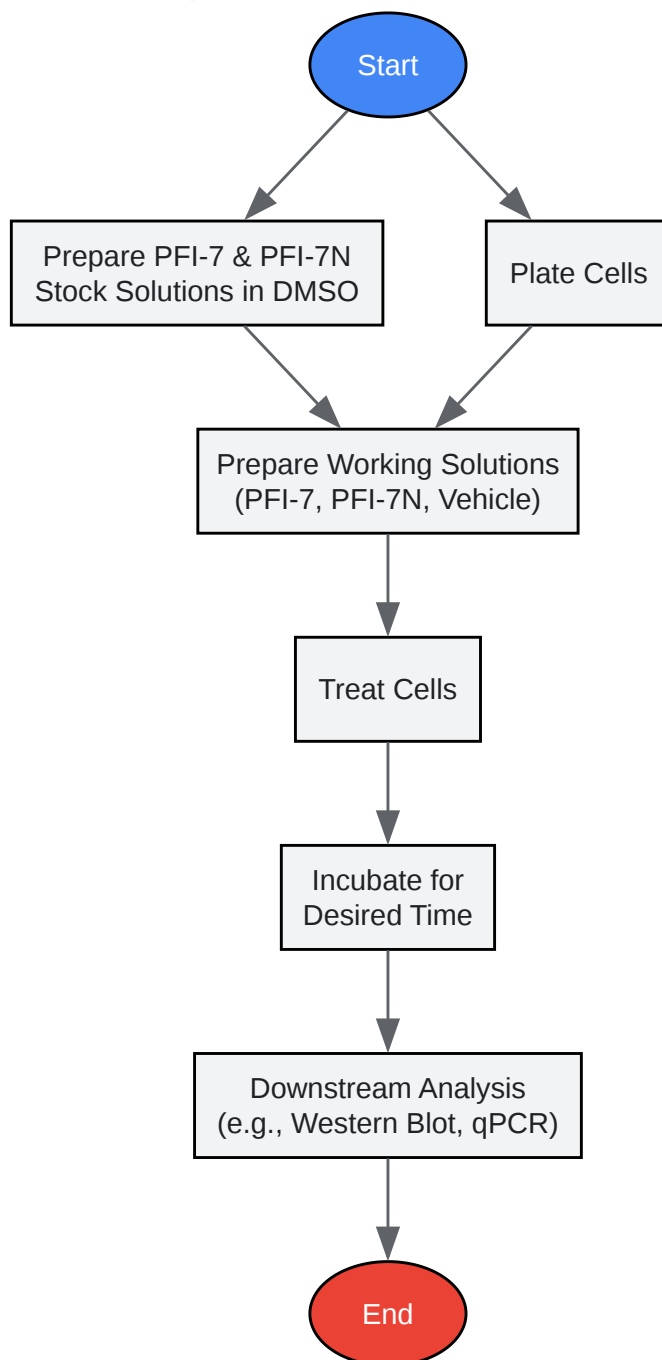 Start
Prepare PFI-7 & PFI-7N
Stock Solutions in DMSO
Plate Cells
Prepare Working Solutions
(PFI-7, PFI-7N, Vehicle)
Treat Cells
Incubate for
Desired Time
Downstream Analysis
(e.g., Western Blot, qPCR)
End